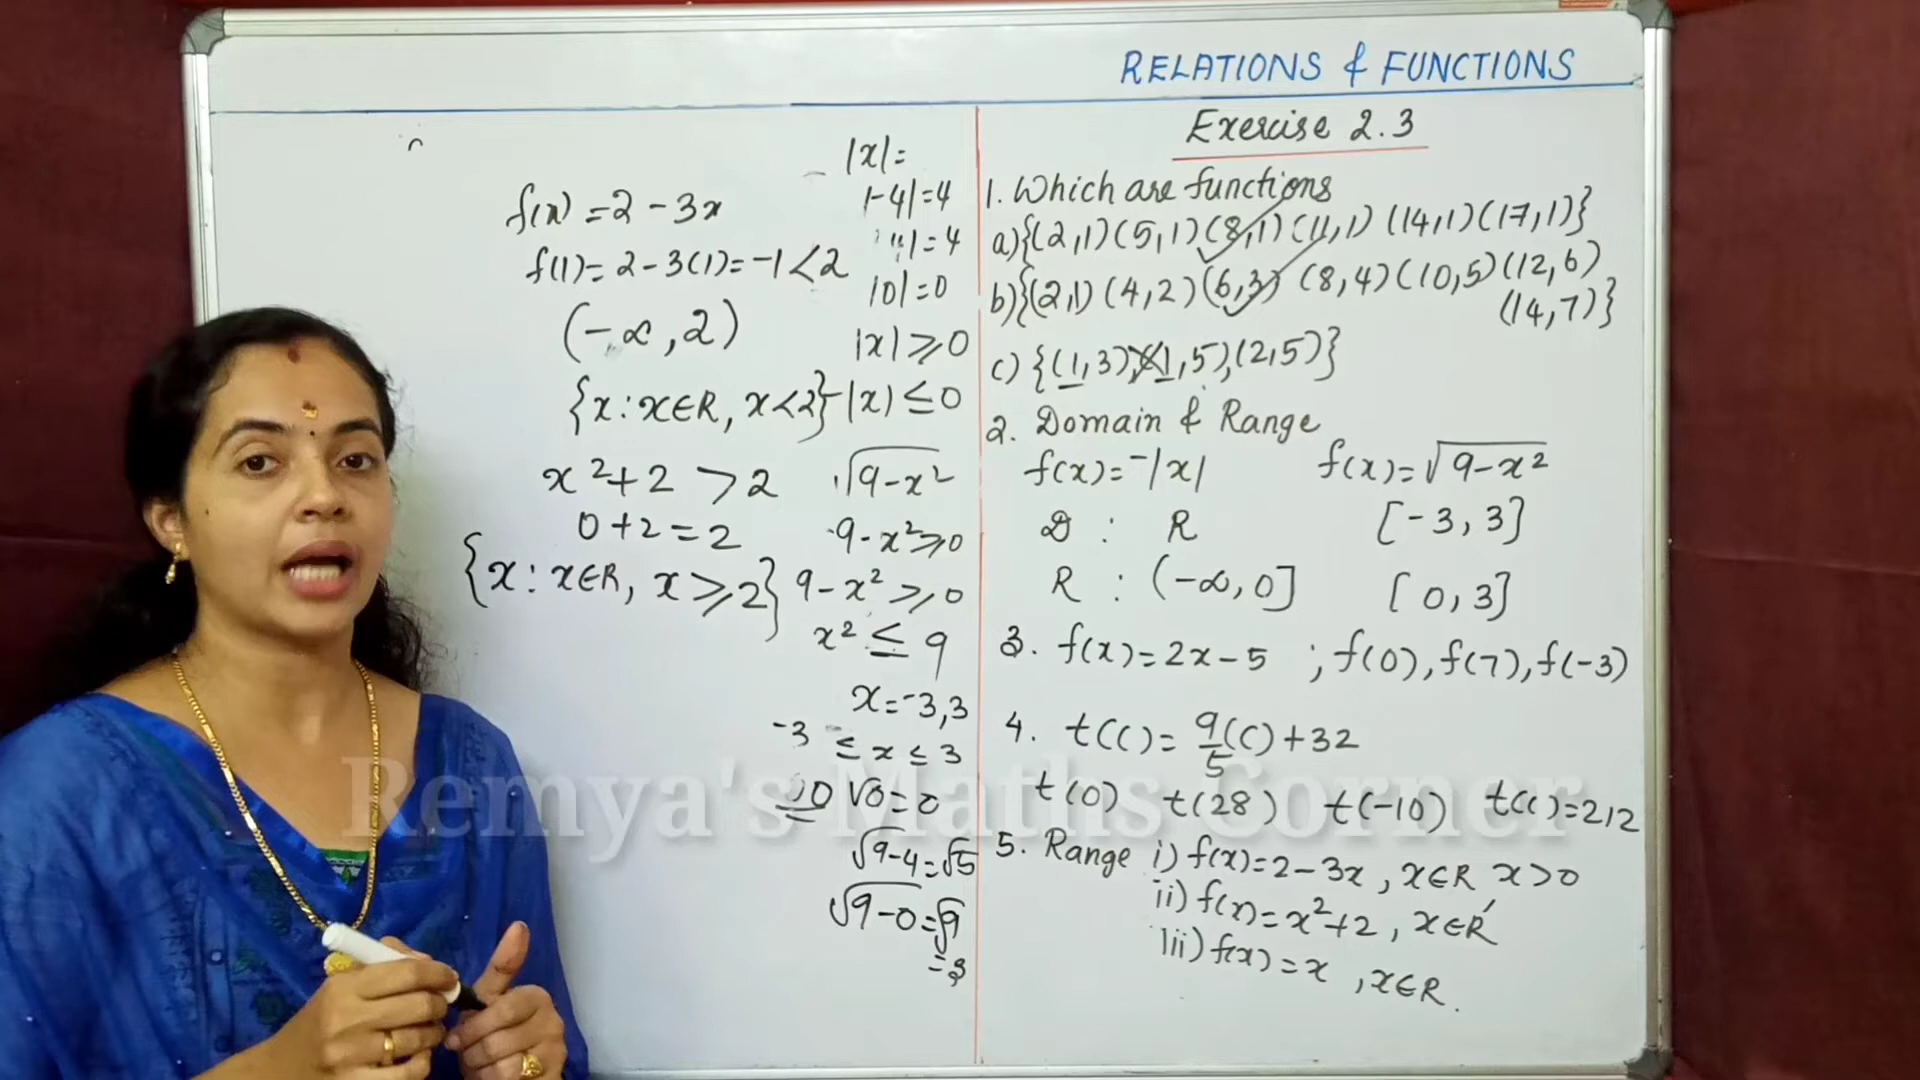 RELATIONS & FUNCTIONS
f(x) = 2 - 3x
f(1) = 2 - 3(1) = -1 < 2
(-∞, 2)
{x : x∈R, x<2}
x² + 2 > 2
0 + 2 = 2
{x : x∈R, x ≥ 2}
|x| =
|-4| = 4
|4| = 4
|0| = 0
|x| ≥ 0
-|x| ≤ 0
√9-x²
9-x² ≥ 0
9-x² ≥ 0
x² ≤ 9
x = -3, 3
-3 ≤ x ≤ 3
√0 = 0
√9-4 = √5
√9-0 = √9
= 3
Exercise 2.3
1. Which are functions
a) {(2,1) (5,1) (8,1) (11,1) (14,1) (17,1)}
b) {(2,1) (4,2) (6,3) (8,4) (10,5) (12,6)
(14,7)}
c) {(1,3), (1,5), (2,5)}
2. Domain & Range
f(x) = -|x| f(x) = √9-x²
D : R [-3, 3]
R : (-∞, 0] [0, 3]
3. f(x) = 2x - 5 ; f(0), f(7), f(-3)
4. t(C) = 9/5 (C) + 32
t(0) t(28) t(-10) t(C) = 212
5. Range i) f(x) = 2 - 3x, x∈R x > 0
ii) f(x) = x² + 2, x∈R
iii) f(x) = x, x∈R.
Remya's Maths Corner